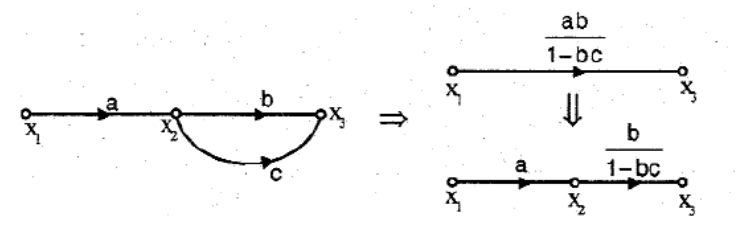 a
b
x₁
x₂
x₃
c
⇒
ab
1-bc
x₁
x₃
⇓
a
b
1-bc
x₁
x₂
x₃